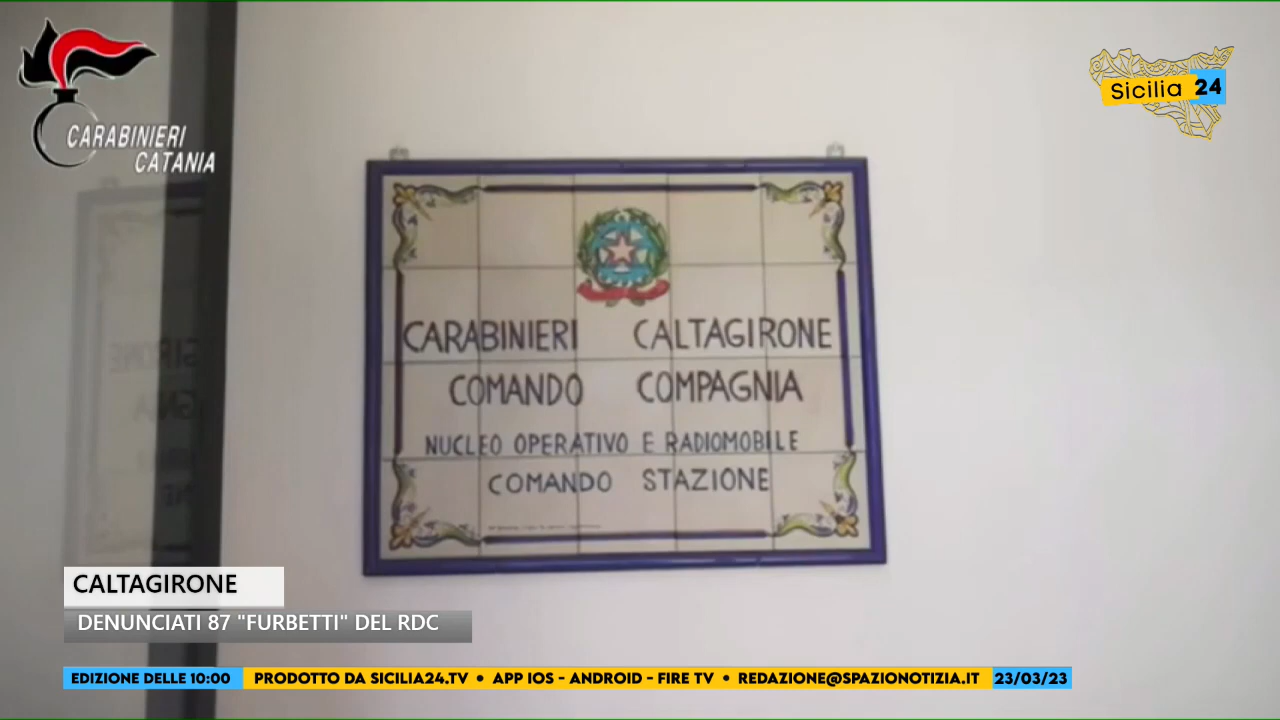 CARABINIERI
CATANIA
Sicilia 24
CARABINIERI CALTAGIRONE
COMANDO COMPAGNIA
NUCLEO OPERATIVO E RADIOMOBILE
COMANDO STAZIONE
CALTAGIRONE
DENUNCIATI 87 "FURBETTI" DEL RDC
EDIZIONE DELLE 10:00 PRODOTTO DA SICILIA24.TV • APP IOS - ANDROID - FIRE TV • REDAZIONE@SPAZIONOTIZIA.IT 23/03/23